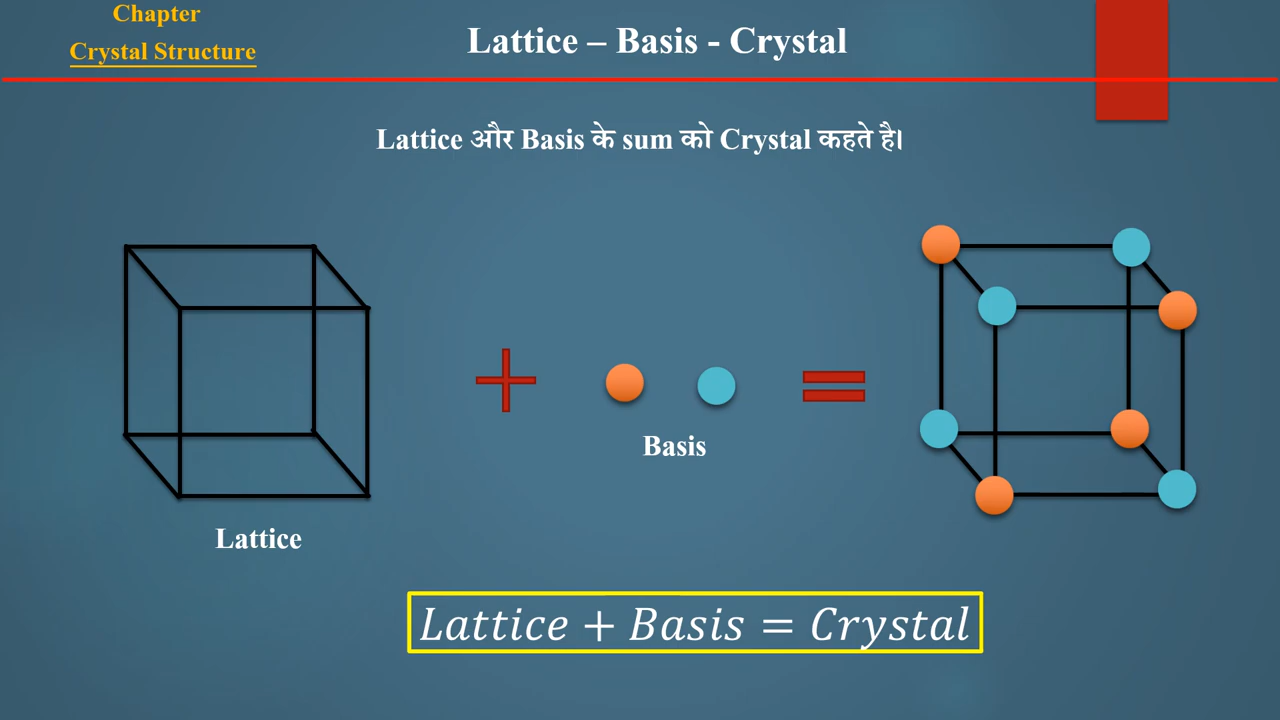 Chapter
Crystal Structure
Lattice – Basis - Crystal
Lattice और Basis के sum को Crystal कहते है।
Basis
Lattice
Lattice + Basis = Crystal